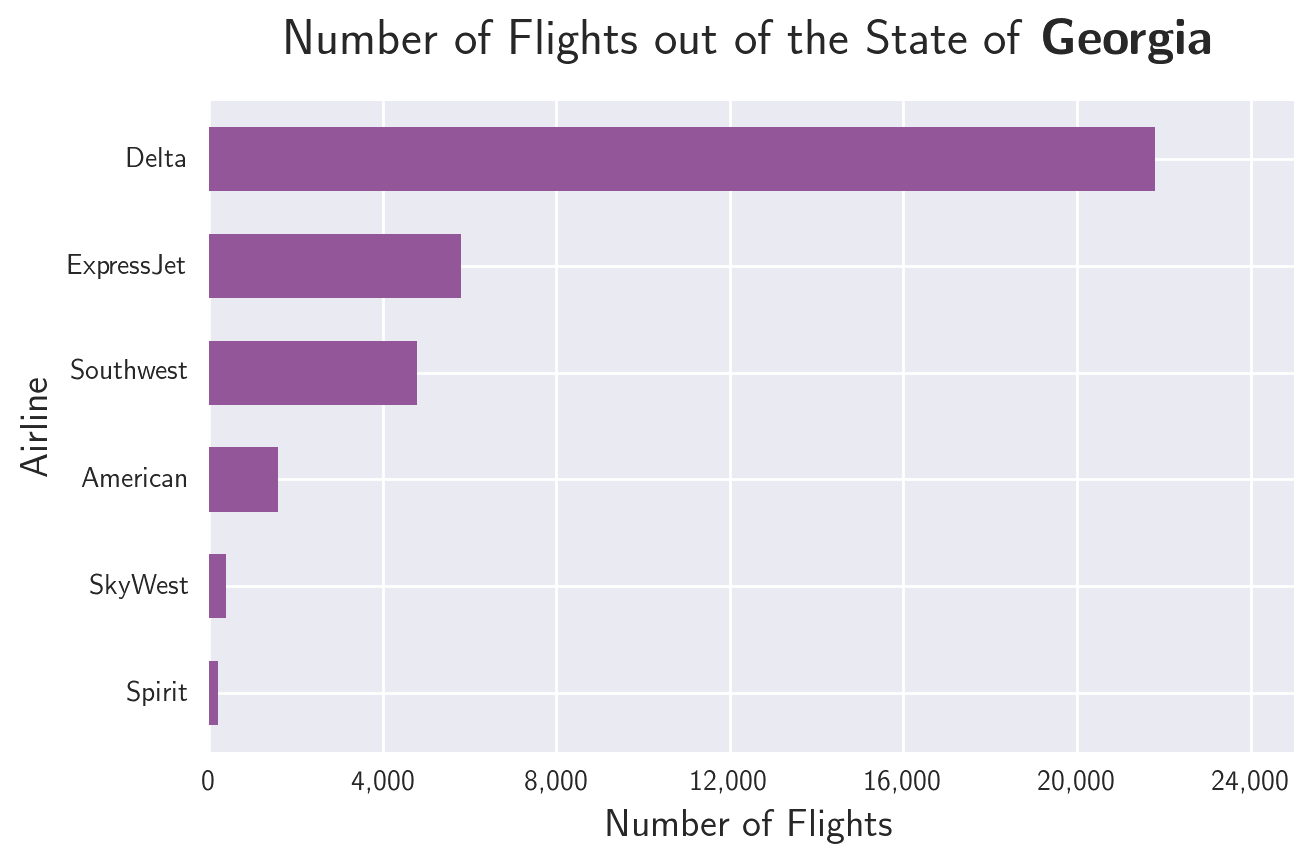 Number of Flights out of the State of Georgia
Delta
ExpressJet
Southwest
American
SkyWest
Spirit
Airline
0 4,000 8,000 12,000 16,000 20,000 24,000
Number of Flights